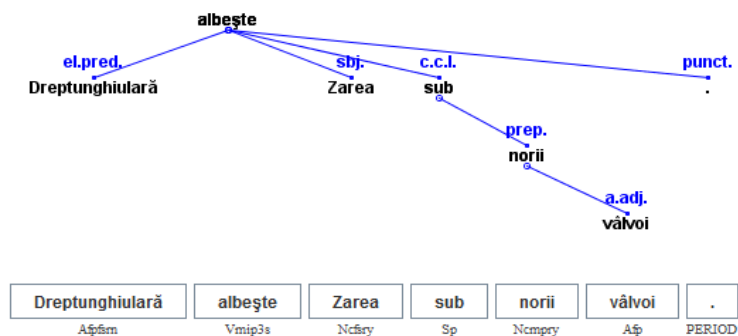 albeşte
el.pred. sbj. c.c.l. punct.
Dreptunghiulară Zarea sub .
prep.
norii
a.adj.
vâlvoi
Dreptunghiulară albeşte Zarea sub norii vâlvoi .
Afpfsrn Vmip3s Ncfsry Sp Ncmpry Afp PERIOD